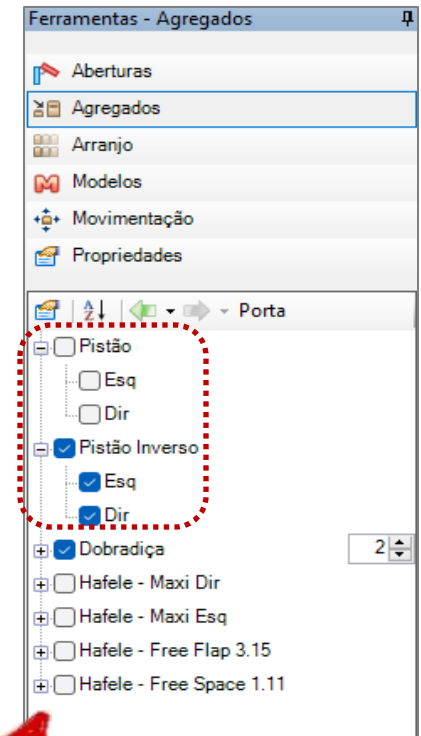 Ferramentas - Agregados
Aberturas
Agregados
Arranjo
Modelos
Movimentação
Propriedades
Porta
Pistão
Esq
Dir
Pistão Inverso
Esq
Dir
Dobradiça 2
Hafele - Maxi Dir
Hafele - Maxi Esq
Hafele - Free Flap 3.15
Hafele - Free Space 1.11